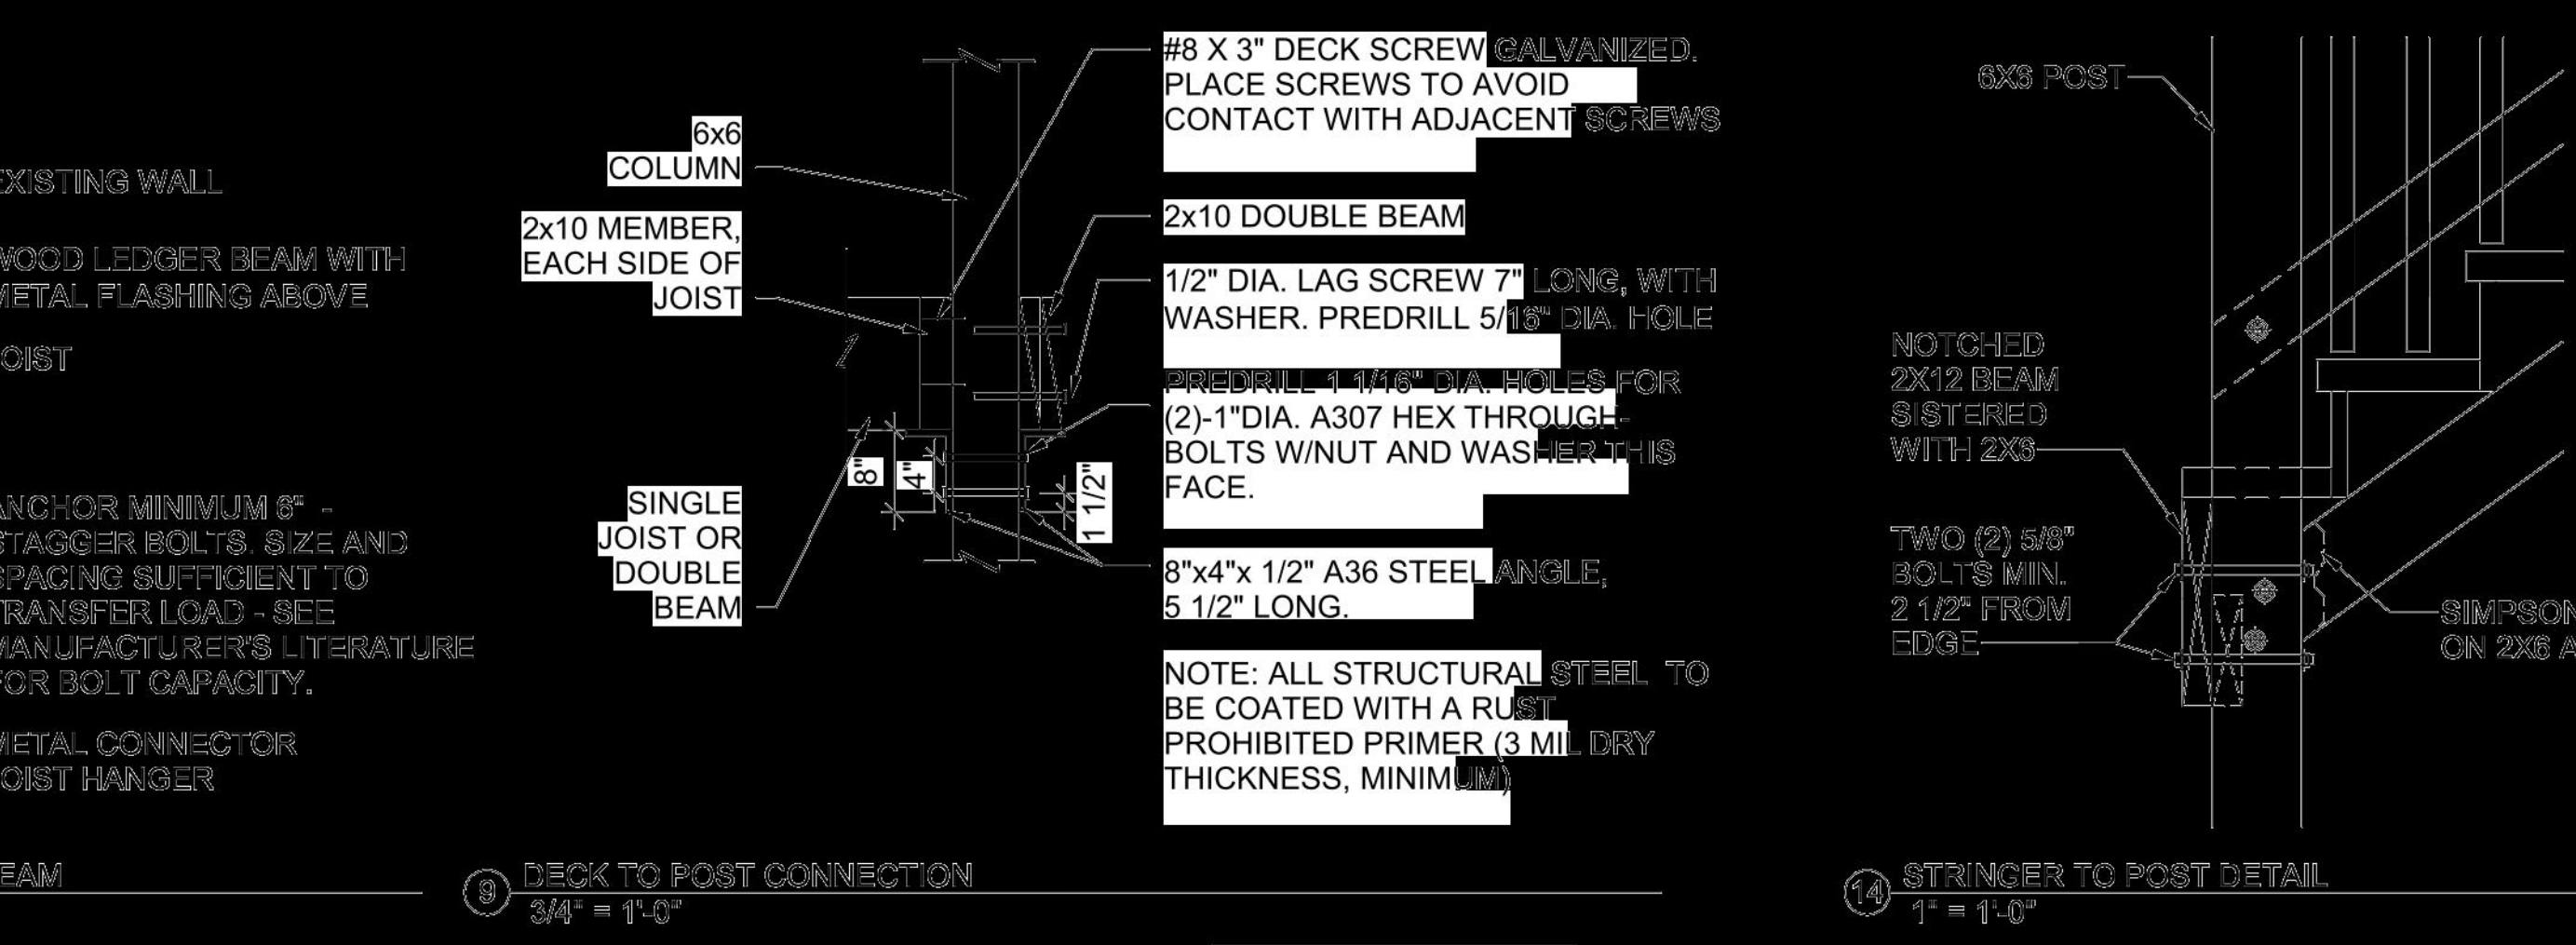 EXISTING WALL
WOOD LEDGER BEAM WITH
METAL FLASHING ABOVE
JOIST
ANCHOR MINIMUM 6" -
STAGGER BOLTS. SIZE AND
SPACING SUFFICIENT TO
TRANSFER LOAD - SEE
MANUFACTURER'S LITERATURE
FOR BOLT CAPACITY.
METAL CONNECTOR
JOIST HANGER
EAM
6x6
COLUMN
2x10 MEMBER,
EACH SIDE OF
JOIST
SINGLE
JOIST OR
DOUBLE
BEAM
8"
4"
1 1/2"
#8 X 3" DECK SCREW GALVANIZED.
PLACE SCREWS TO AVOID
CONTACT WITH ADJACENT SCREWS
2x10 DOUBLE BEAM
1/2" DIA. LAG SCREW 7" LONG, WITH
WASHER. PREDRILL 5/16" DIA. HOLE
PREDRILL 1 1/16" DIA. HOLES FOR
(2)-1"DIA. A307 HEX THROUGH-
BOLTS W/NUT AND WASHER THIS
FACE.
8"x4"x 1/2" A36 STEEL ANGLE,
5 1/2" LONG.
NOTE: ALL STRUCTURAL STEEL TO
BE COATED WITH A RUST
PROHIBITED PRIMER (3 MIL DRY
THICKNESS, MINIMUM)
9 DECK TO POST CONNECTION
3/4" = 1'-0"
6X6 POST
NOTCHED
2X12 BEAM
SISTERED
WITH 2X6
TWO (2) 5/8"
BOLTS MIN.
2 1/2" FROM
EDGE
SIMPSON
ON 2X6 A
14 STRINGER TO POST DETAIL
1" = 1'-0"